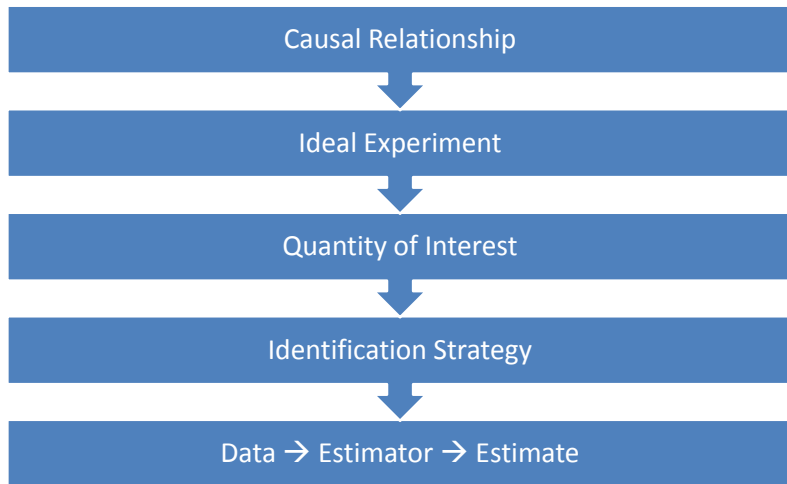 Causal Relationship
Ideal Experiment
Quantity of Interest
Identification Strategy
Data → Estimator → Estimate